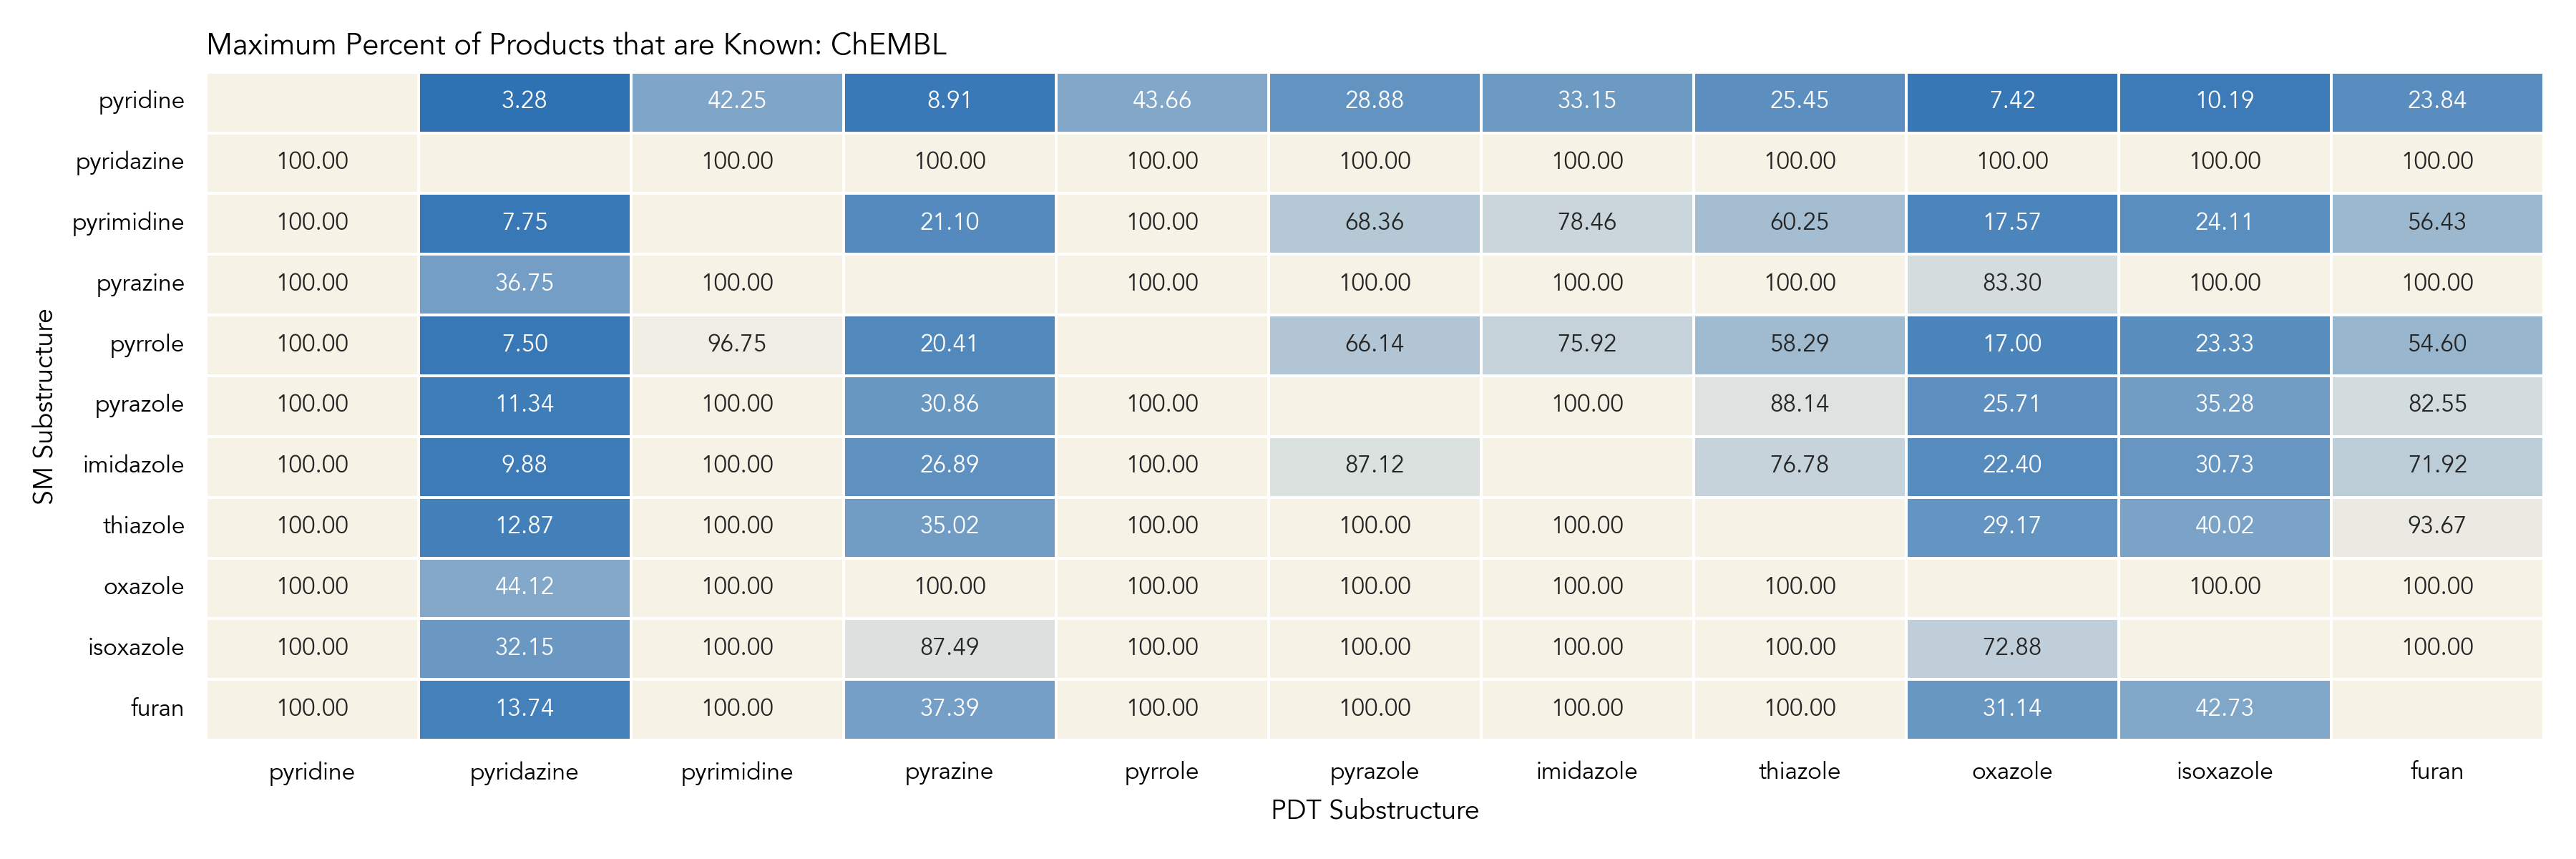 Maximum Percent of Products that are Known: ChEMBL
pyridine 3.28 42.25 8.91 43.66 28.88 33.15 25.45 7.42 10.19 23.84
pyridazine 100.00 100.00 100.00 100.00 100.00 100.00 100.00 100.00 100.00 100.00
pyrimidine 100.00 7.75 21.10 100.00 68.36 78.46 60.25 17.57 24.11 56.43
pyrazine 100.00 36.75 100.00 100.00 100.00 100.00 100.00 83.30 100.00 100.00
pyrrole 100.00 7.50 96.75 20.41 66.14 75.92 58.29 17.00 23.33 54.60
pyrazole 100.00 11.34 100.00 30.86 100.00 100.00 88.14 25.71 35.28 82.55
imidazole 100.00 9.88 100.00 26.89 100.00 87.12 76.78 22.40 30.73 71.92
thiazole 100.00 12.87 100.00 35.02 100.00 100.00 100.00 29.17 40.02 93.67
oxazole 100.00 44.12 100.00 100.00 100.00 100.00 100.00 100.00 100.00 100.00
isoxazole 100.00 32.15 100.00 87.49 100.00 100.00 100.00 100.00 72.88 100.00
furan 100.00 13.74 100.00 37.39 100.00 100.00 100.00 100.00 31.14 42.73
SM Substructure
pyridine pyridazine pyrimidine pyrazine pyrrole pyrazole imidazole thiazole oxazole isoxazole furan
PDT Substructure